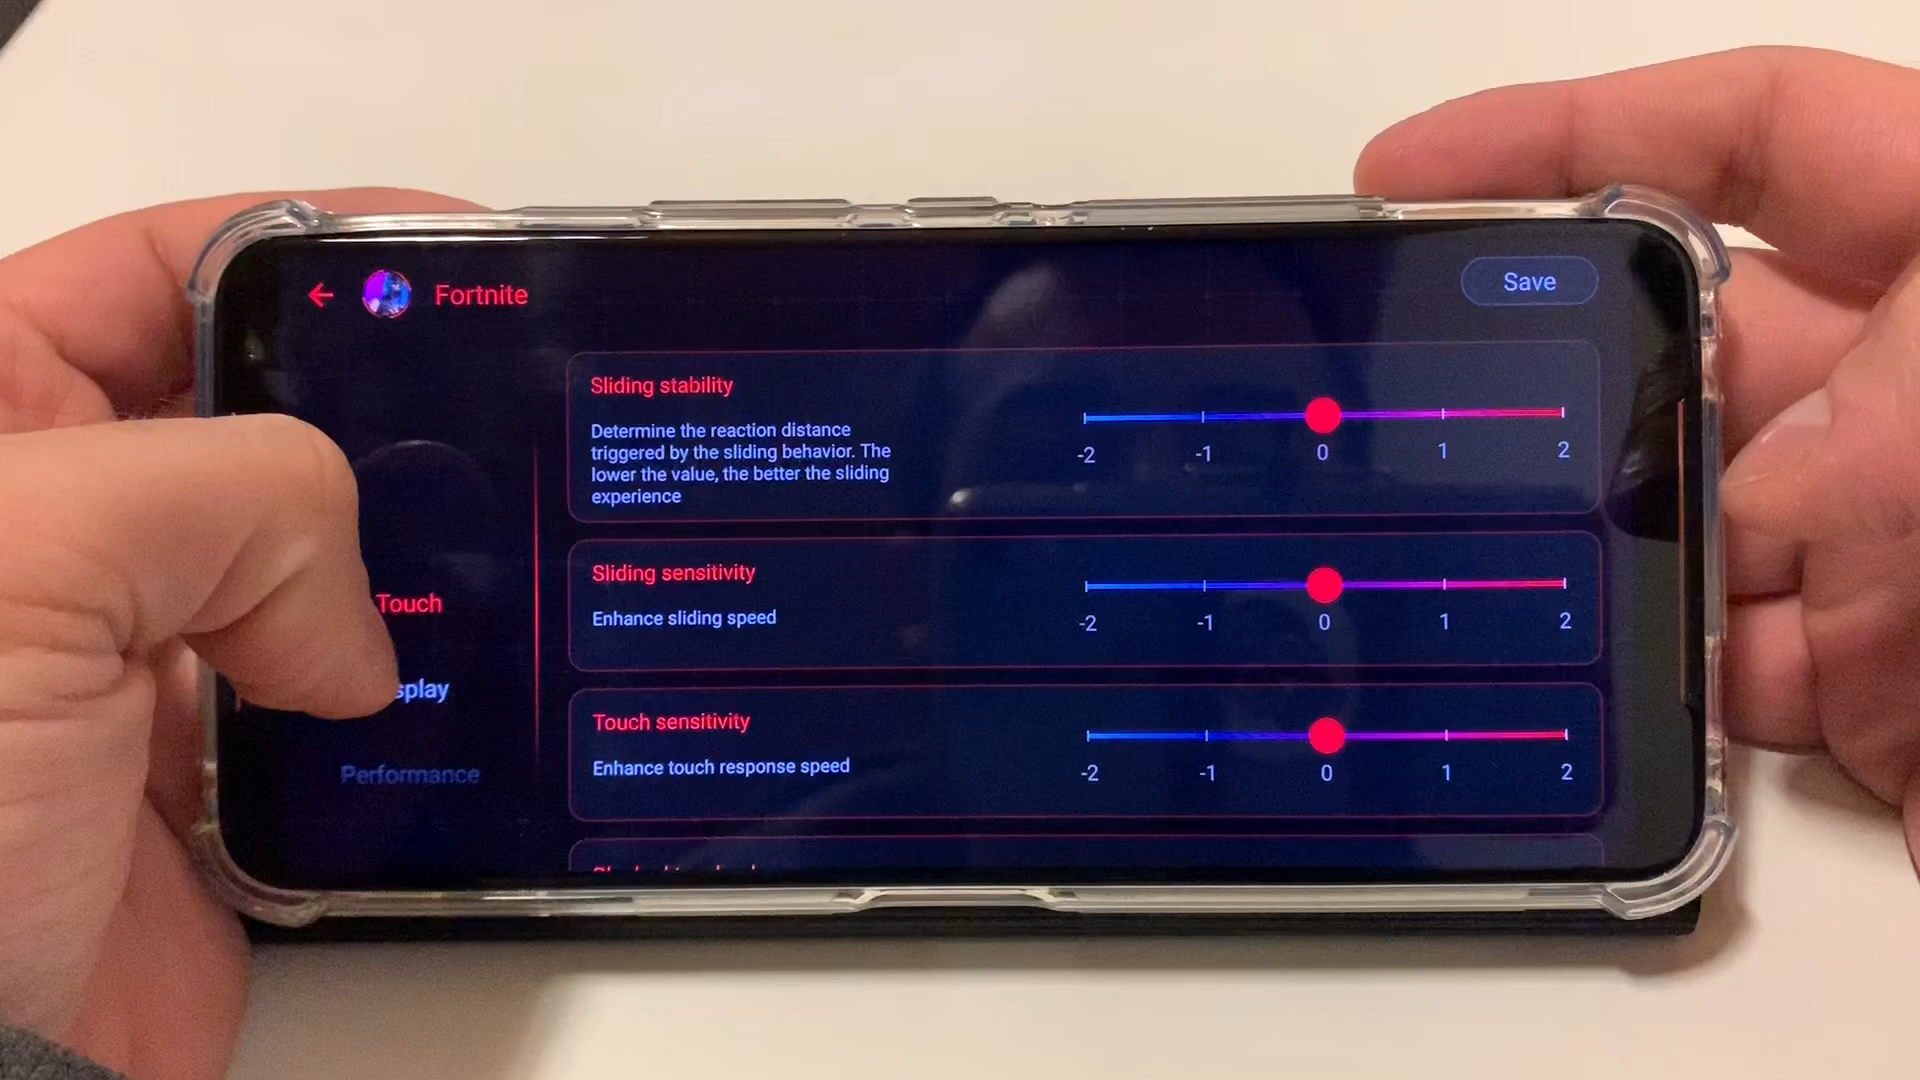 Fortnite
Save
Sliding stability
Determine the reaction distance
triggered by the sliding behavior. The
lower the value, the better the sliding
experience
-2 -1 0 1 2
Touch
splay
Performance
Sliding sensitivity
Enhance sliding speed
-2 -1 0 1 2
Touch sensitivity
Enhance touch response speed
-2 -1 0 1 2